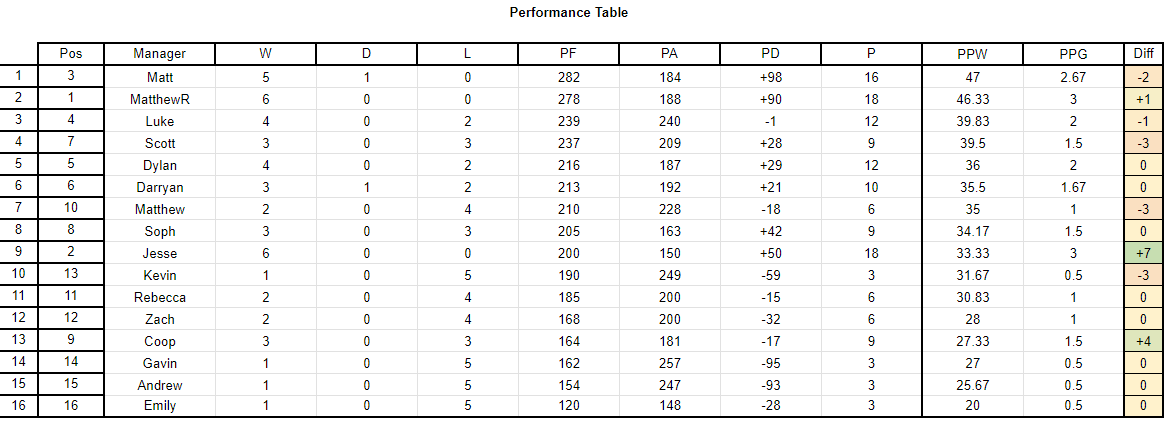 Performance Table
Pos Manager W D L PF PA PD P PPW PPG Diff
1 3 Matt 5 1 0 282 184 +98 16 47 2.67 -2
2 1 MatthewR 6 0 0 278 188 +90 18 46.33 3 +1
3 4 Luke 4 0 2 239 240 -1 12 39.83 2 -1
4 7 Scott 3 0 3 237 209 +28 9 39.5 1.5 -3
5 5 Dylan 4 0 2 216 187 +29 12 36 2 0
6 6 Darryan 3 1 2 213 192 +21 10 35.5 1.67 0
7 10 Matthew 2 0 4 210 228 -18 6 35 1 -3
8 8 Soph 3 0 3 205 163 +42 9 34.17 1.5 0
9 2 Jesse 6 0 0 200 150 +50 18 33.33 3 +7
10 13 Kevin 1 0 5 190 249 -59 3 31.67 0.5 -3
11 11 Rebecca 2 0 4 185 200 -15 6 30.83 1 0
12 12 Zach 2 0 4 168 200 -32 6 28 1 0
13 9 Coop 3 0 3 164 181 -17 9 27.33 1.5 +4
14 14 Gavin 1 0 5 162 257 -95 3 27 0.5 0
15 15 Andrew 1 0 5 154 247 -93 3 25.67 0.5 0
16 16 Emily 1 0 5 120 148 -28 3 20 0.5 0